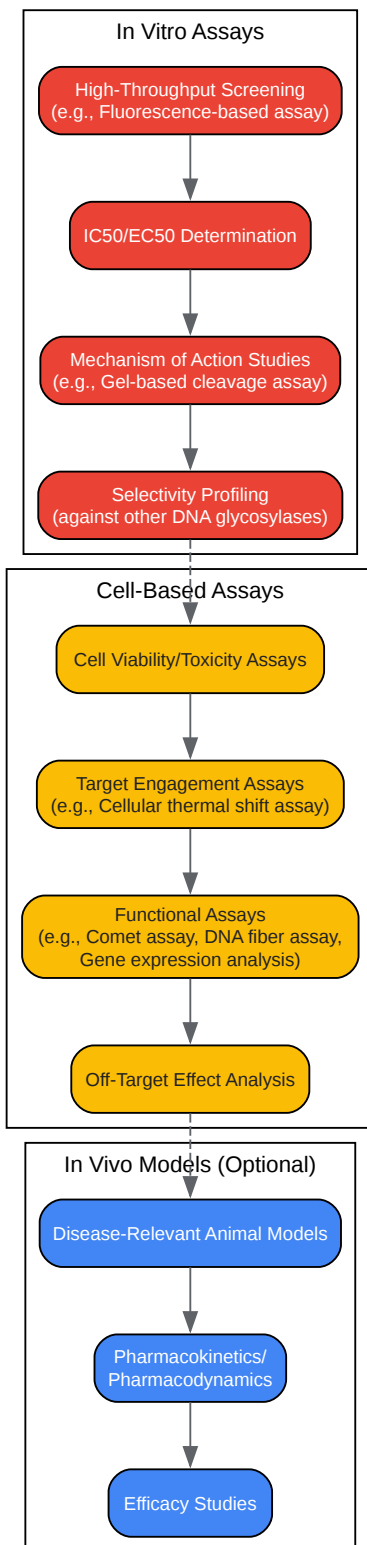 In Vitro Assays
High-Throughput Screening
(e.g., Fluorescence-based assay)
IC50/EC50 Determination
Mechanism of Action Studies
(e.g., Gel-based cleavage assay)
Selectivity Profiling
(against other DNA glycosylases)
Cell-Based Assays
Cell Viability/Toxicity Assays
Target Engagement Assays
(e.g., Cellular thermal shift assay)
Functional Assays
(e.g., Comet assay, DNA fiber assay,
Gene expression analysis)
Off-Target Effect Analysis
In Vivo Models (Optional)
Disease-Relevant Animal Models
Pharmacokinetics/
Pharmacodynamics
Efficacy Studies